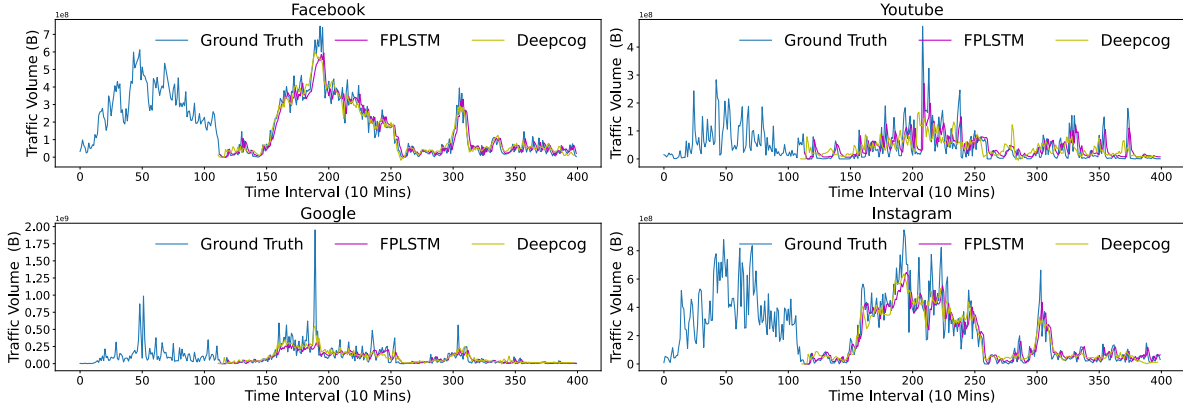 Facebook
1e8
Ground Truth FPLSTM Deepcog
Traffic Volume (B)
7
6
5
4
3
2
1
0
0 50 100 150 200 250 300 350 400
Time Interval (10 Mins)
Youtube
1e8
Ground Truth FPLSTM Deepcog
Traffic Volume (B)
4
3
2
1
0
0 50 100 150 200 250 300 350 400
Time Interval (10 Mins)
Google
1e9
Ground Truth FPLSTM Deepcog
Traffic Volume (B)
2.00
1.75
1.50
1.25
1.00
0.75
0.50
0.25
0.00
0 50 100 150 200 250 300 350 400
Time Interval (10 Mins)
Instagram
1e8
Ground Truth FPLSTM Deepcog
Traffic Volume (B)
8
6
4
2
0
0 50 100 150 200 250 300 350 400
Time Interval (10 Mins)